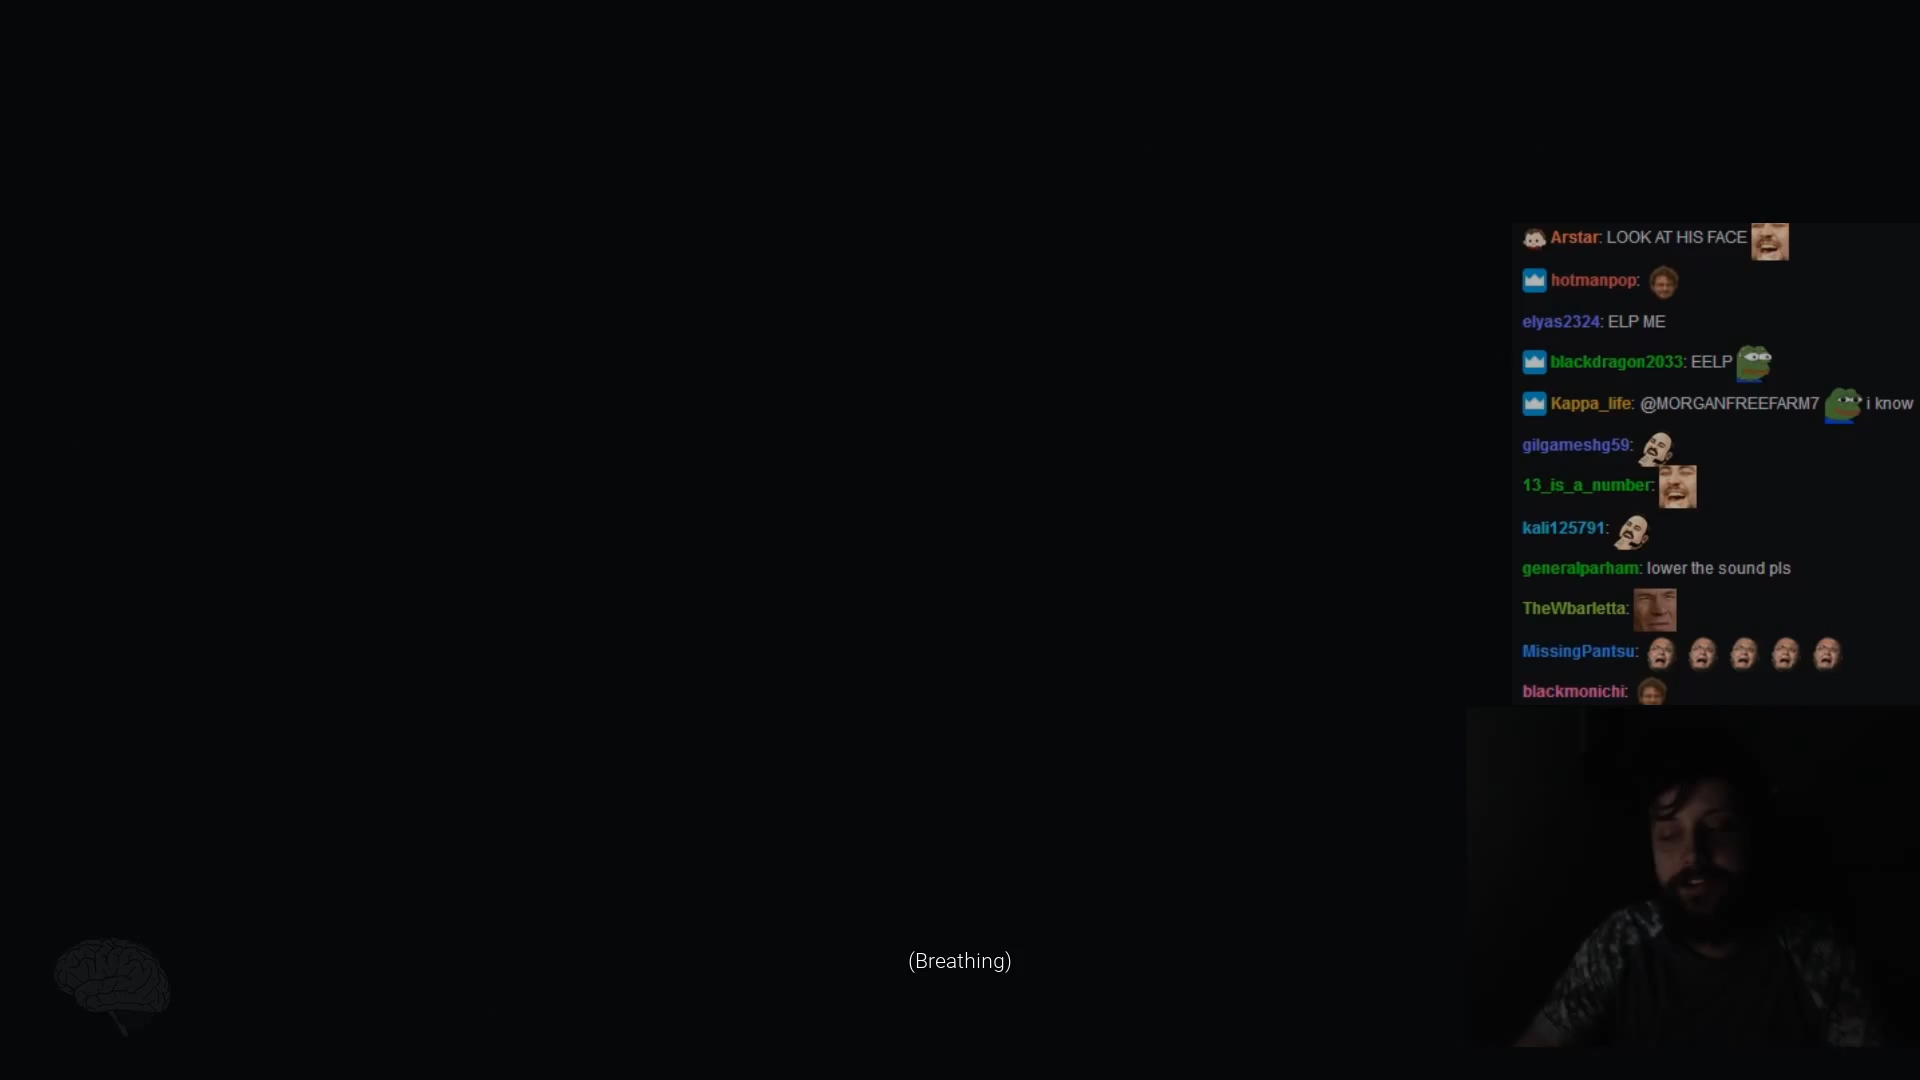 Arstar: LOOK AT HIS FACE
hotmanpop:
elyas2324: ELP ME
blackdragon2033: EELP
Kappa_life: @MORGANFREEFARM7 i know
gilgameshg59:
13_is_a_number:
kali125791:
generalparham: lower the sound pls
TheWbarletta:
MissingPantsu:
blackmonichi:
(Breathing)